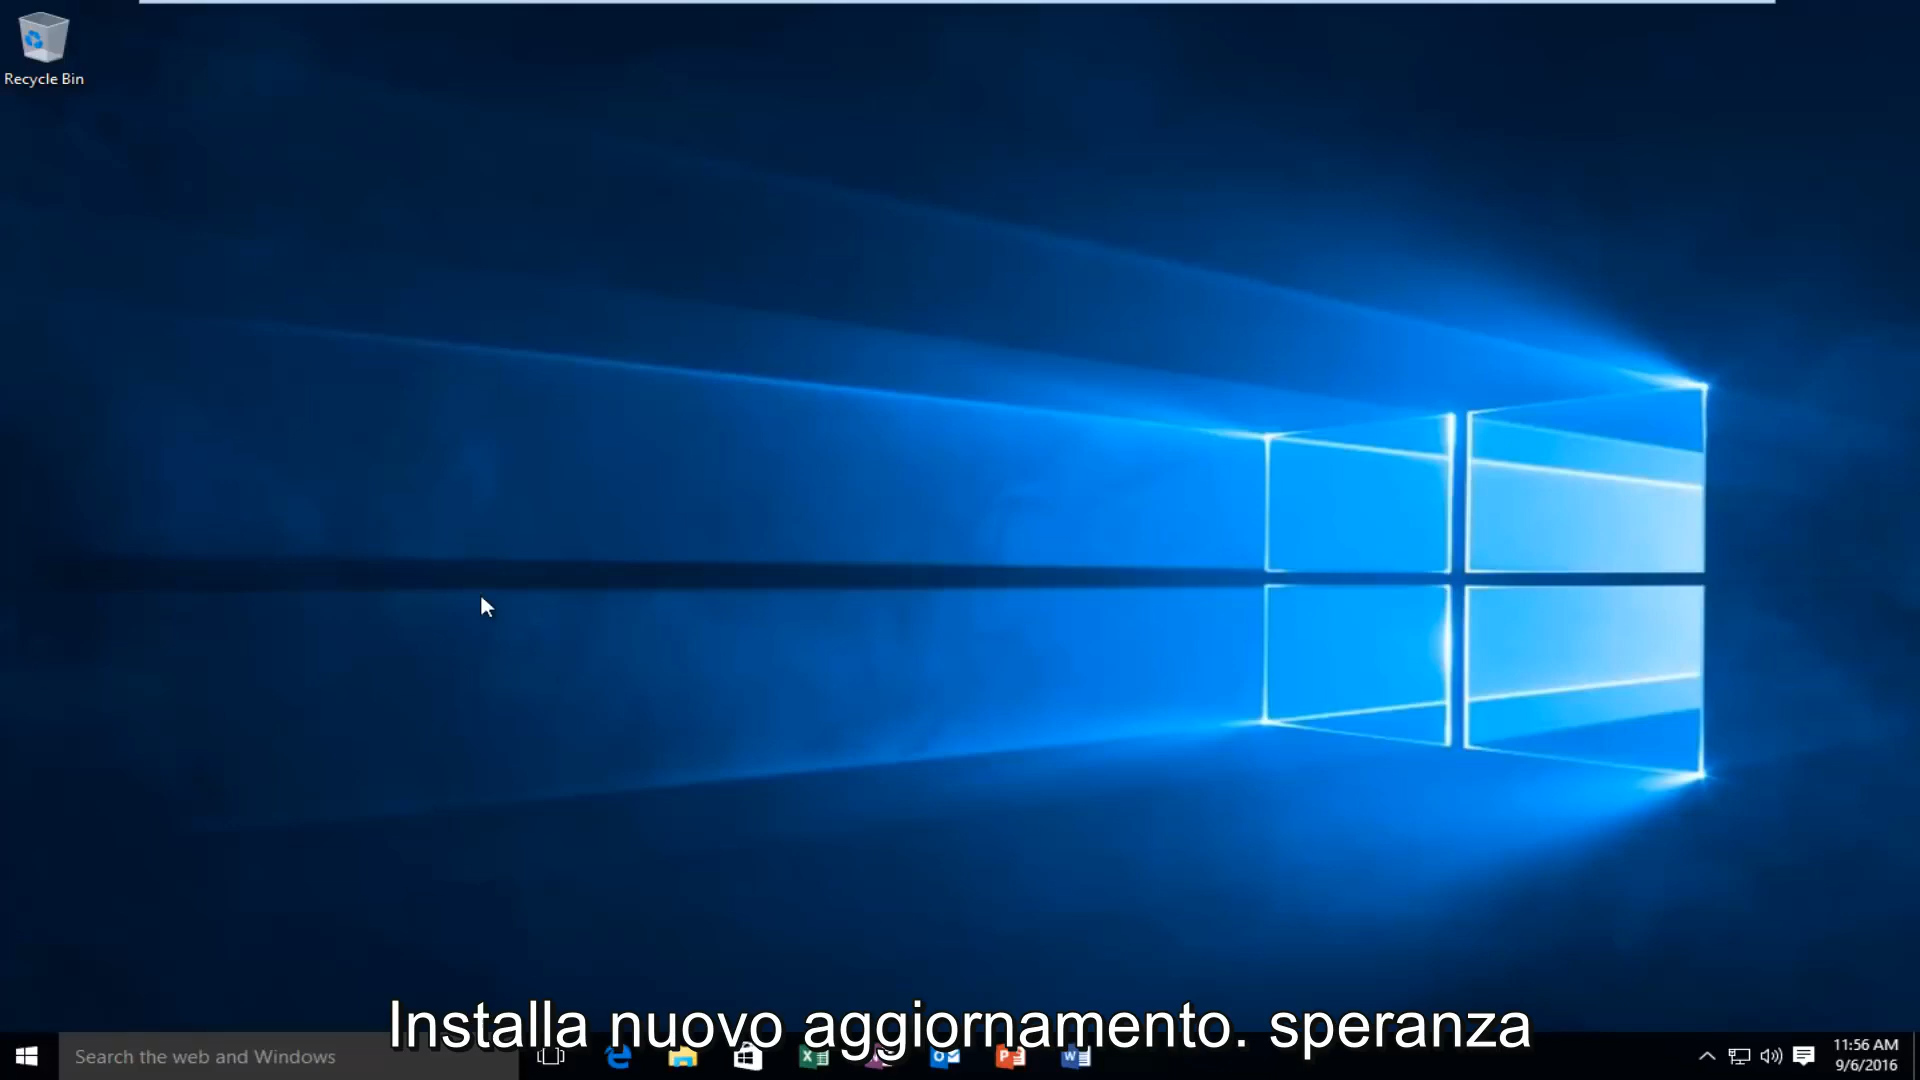 Recycle Bin
Installa nuovo aggiornamento. speranza
Search the web and Windows
11:56 AM
9/6/2016